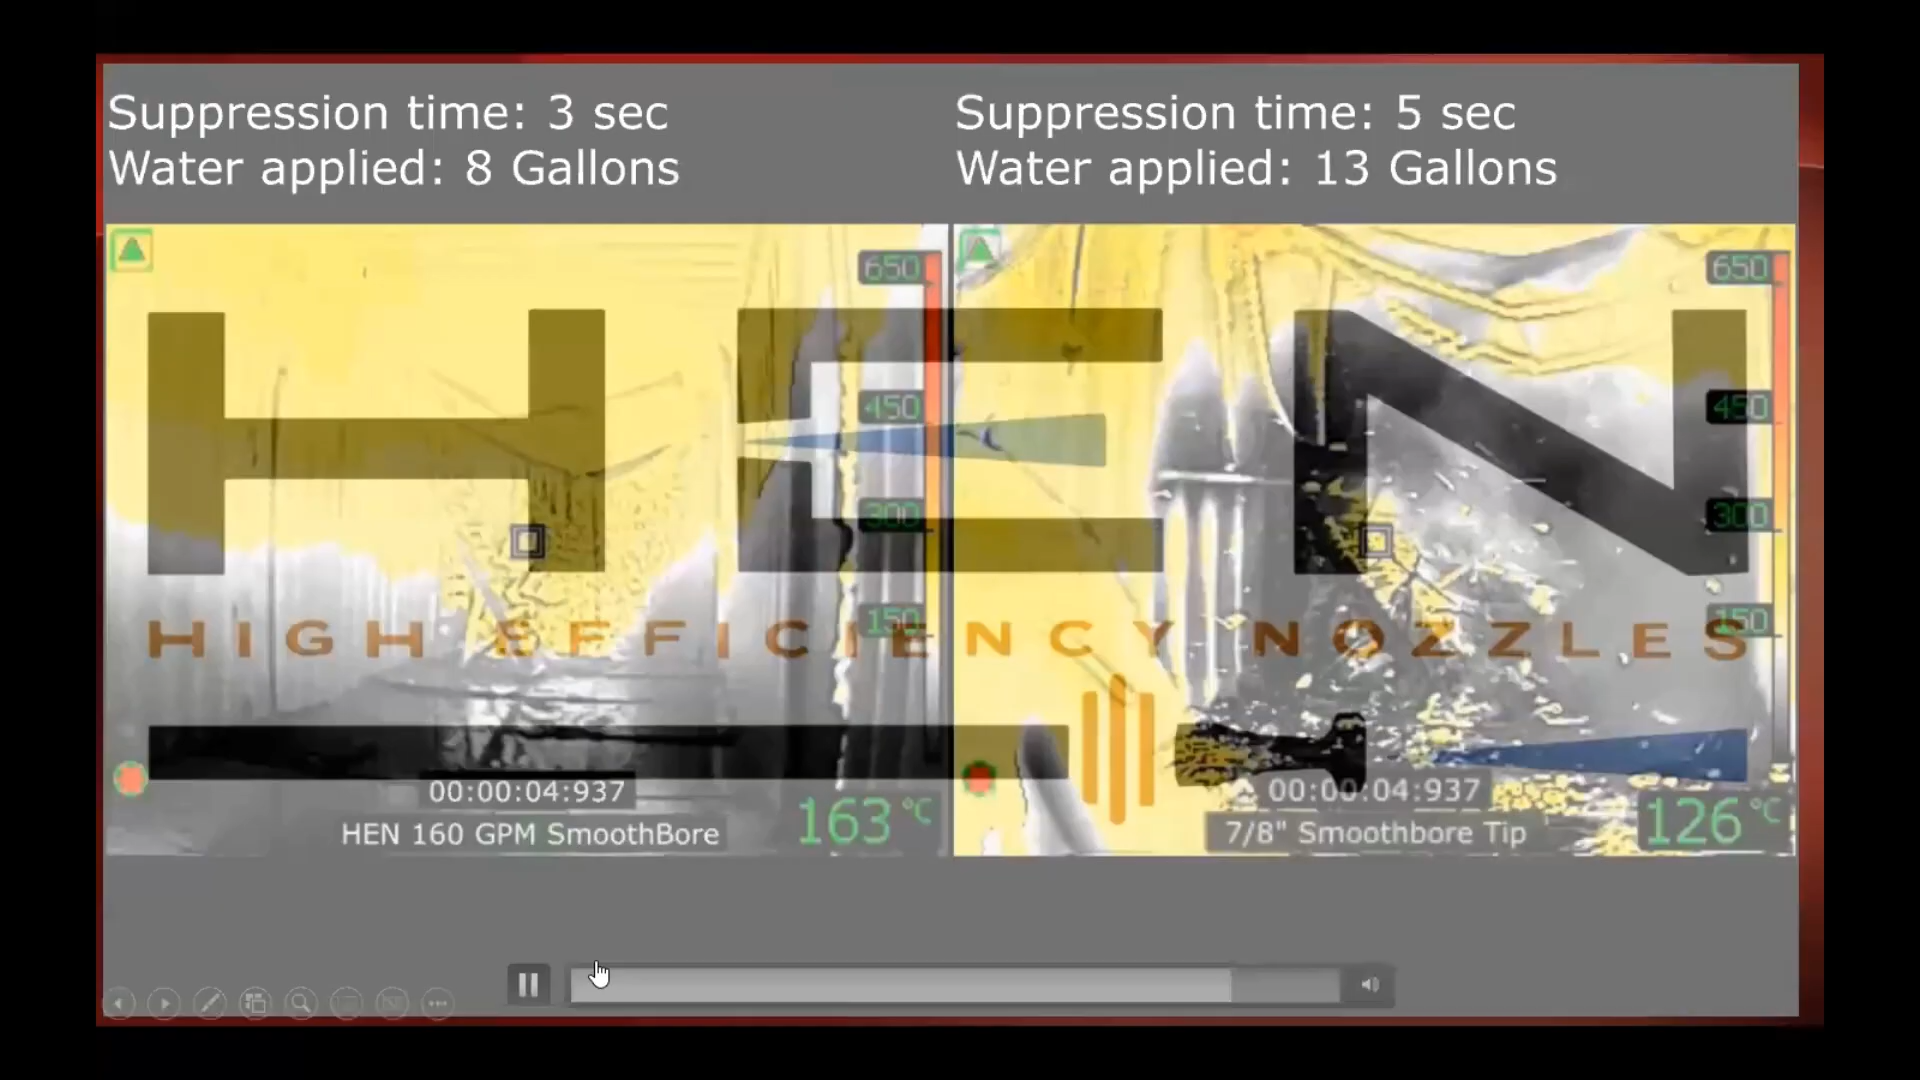 Suppression time: 3 sec
Water applied: 8 Gallons
Suppression time: 5 sec
Water applied: 13 Gallons
650
450
300
150
650
450
300
150
HEN
HIGH EFFICIENCY NOZZLES
00:00:04:937
HEN 160 GPM SmoothBore
163 °C
00:00:04:937
7/8" Smoothbore Tip
126 °C